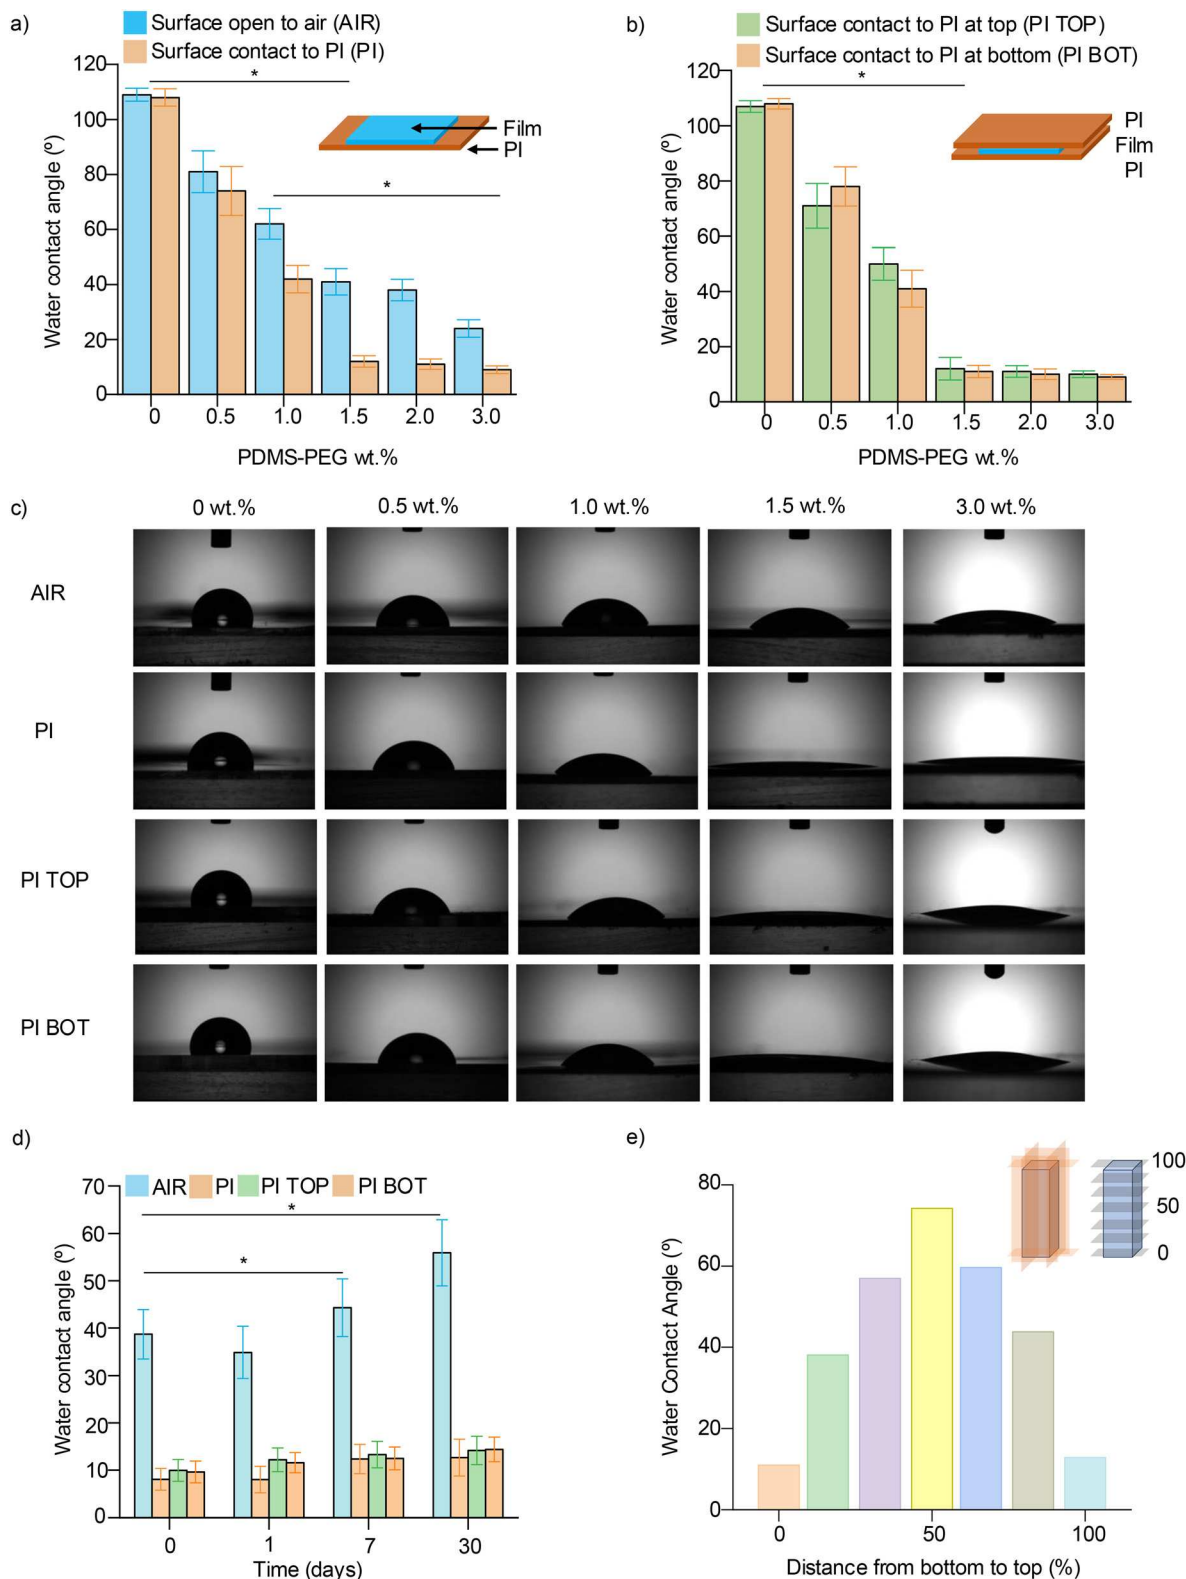 a)
Surface open to air (AIR)
Surface contact to PI (PI)
Water contact angle (º)
120
100
80
60
40
20
0
*
*
Film
PI
0 0.5 1.0 1.5 2.0 3.0
PDMS-PEG wt.%
b)
Surface contact to PI at top (PI TOP)
Surface contact to PI at bottom (PI BOT)
Water contact angle (º)
120
100
80
60
40
20
0
*
PI
Film
PI
0 0.5 1.0 1.5 2.0 3.0
PDMS-PEG wt.%
c)
0 wt.% 0.5 wt.% 1.0 wt.% 1.5 wt.% 3.0 wt.%
AIR
PI
PI TOP
PI BOT
d)
AIR PI PI TOP PI BOT
Water contact angle (º)
70
60
50
40
30
20
10
0
*
*
0 1 7 30
Time (days)
e)
100
50
0
Water Contact Angle (º)
80
60
40
20
0
0 50 100
Distance from bottom to top (%)